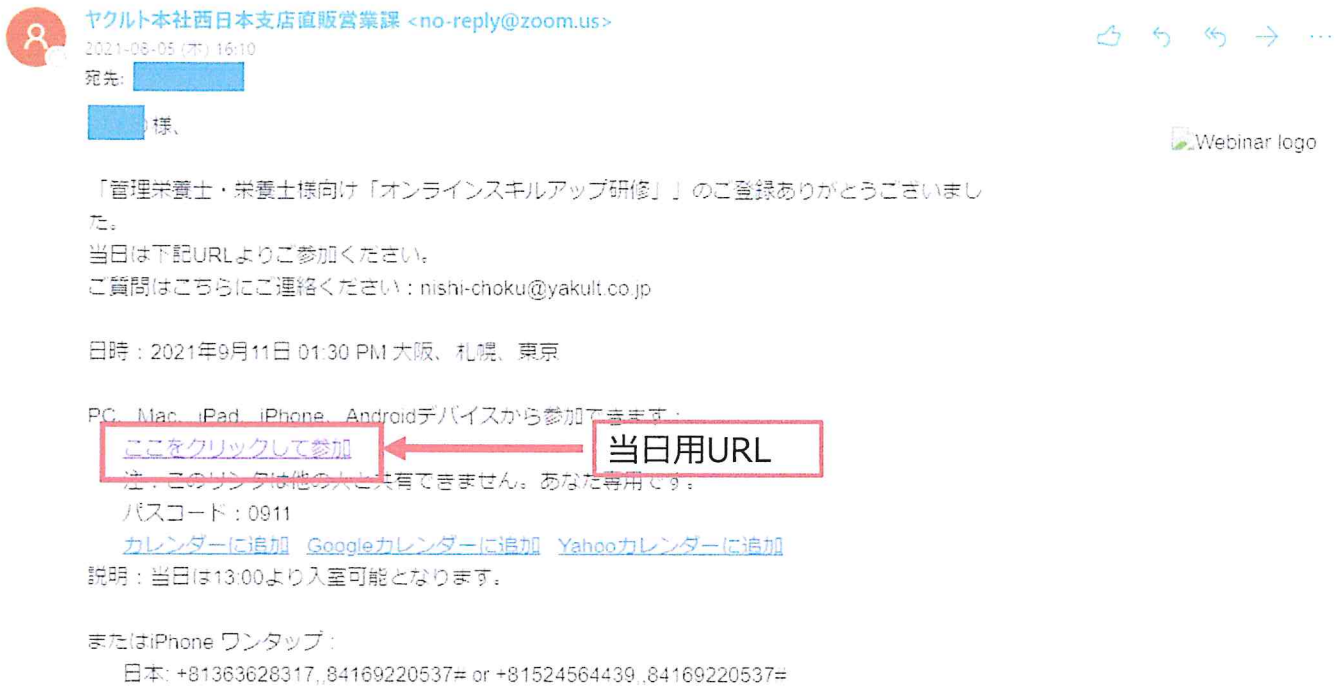 ヤクルト本社西日本支店直販営業課 <no-reply@zoom.us>
2021-08-05 (木) 16:10
宛先:
様、
Webinar logo
「管理栄養士・栄養士様向け「オンラインスキルアップ研修」」のご登録ありがとうございまし
た。
当日は下記URLよりご参加ください。
ご質問はこちらにご連絡ください : nishi-choku@yakult.co.jp
日時 : 2021年9月11日 01:30 PM 大阪、札幌、東京
PC、Mac、iPad、iPhone、Androidデバイスから参加できます :
ここをクリックして参加
当日用URL
注 : このリンクは他の人と共有できません。あなた専用です。
パスコード : 0911
カレンダーに追加 Googleカレンダーに追加 Yahooカレンダーに追加
説明 : 当日は13:00より入室可能となります。
またはiPhone ワンタップ :
日本: +81363628317,,84169220537# or +81524564439,,84169220537#